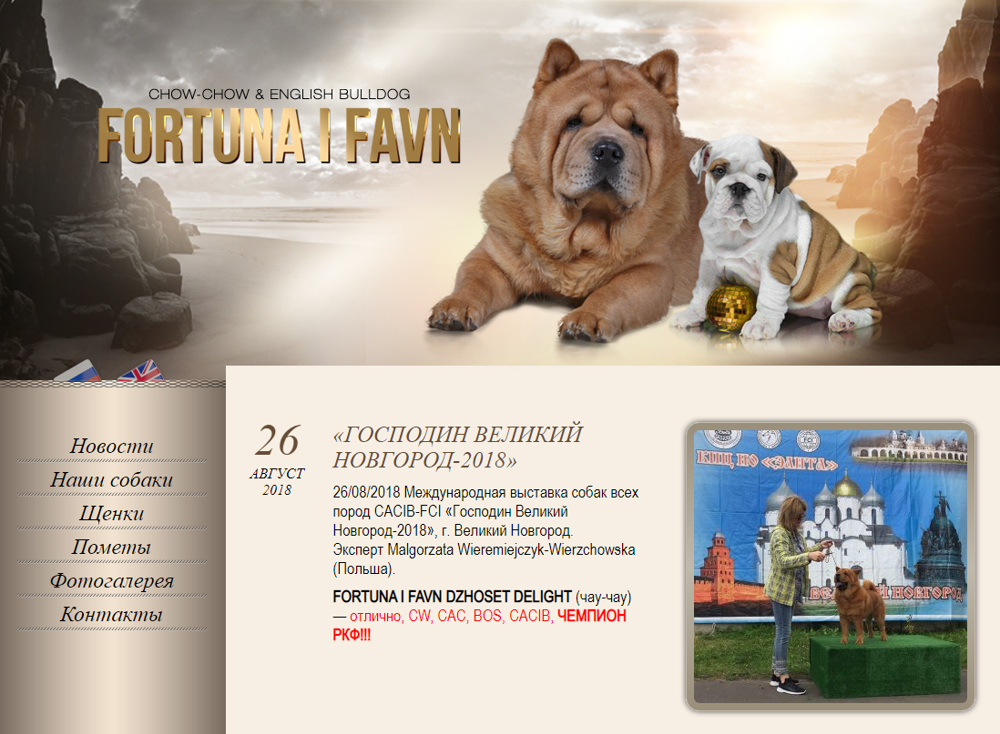 CHOW-CHOW & ENGLISH BULLDOG
FORTUNA I FAVN
Новости
Наши собаки
Щенки
Пометы
Фотогалерея
Контакты
26
АВГУСТ
2018
«ГОСПОДИН ВЕЛИКИЙ
НОВГОРОД-2018»
26/08/2018 Международная выставка собак всех
пород CACIB-FCI «Господин Великий
Новгород-2018», г. Великий Новгород.
Эксперт Malgorzata Wieremiejczyk-Wierzchowska
(Польша).
FORTUNA I FAVN DZHOSET DELIGHT (чау-чау)
— отлично, CW, CAC, BOS, CACIB, ЧЕМПИОН
РКФ!!!
FCI
КЦ НО «ЭЛИТА»
ВЕЛИКИЙ НОВГОРОД